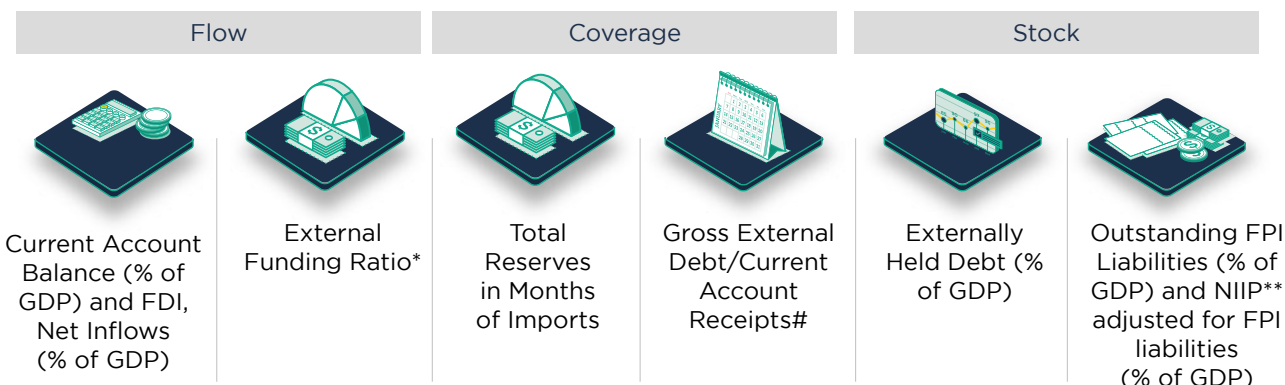 Flow
Coverage
Stock
Current Account
Balance (% of
GDP) and FDI,
Net Inflows
(% of GDP)
External
Funding Ratio*
Total
Reserves
in Months
of Imports
Gross External
Debt/Current
Account
Receipts#
Externally
Held Debt (%
of GDP)
Outstanding FPI
Liabilities (% of
GDP) and NIIP**
adjusted for FPI
liabilities
(% of GDP)